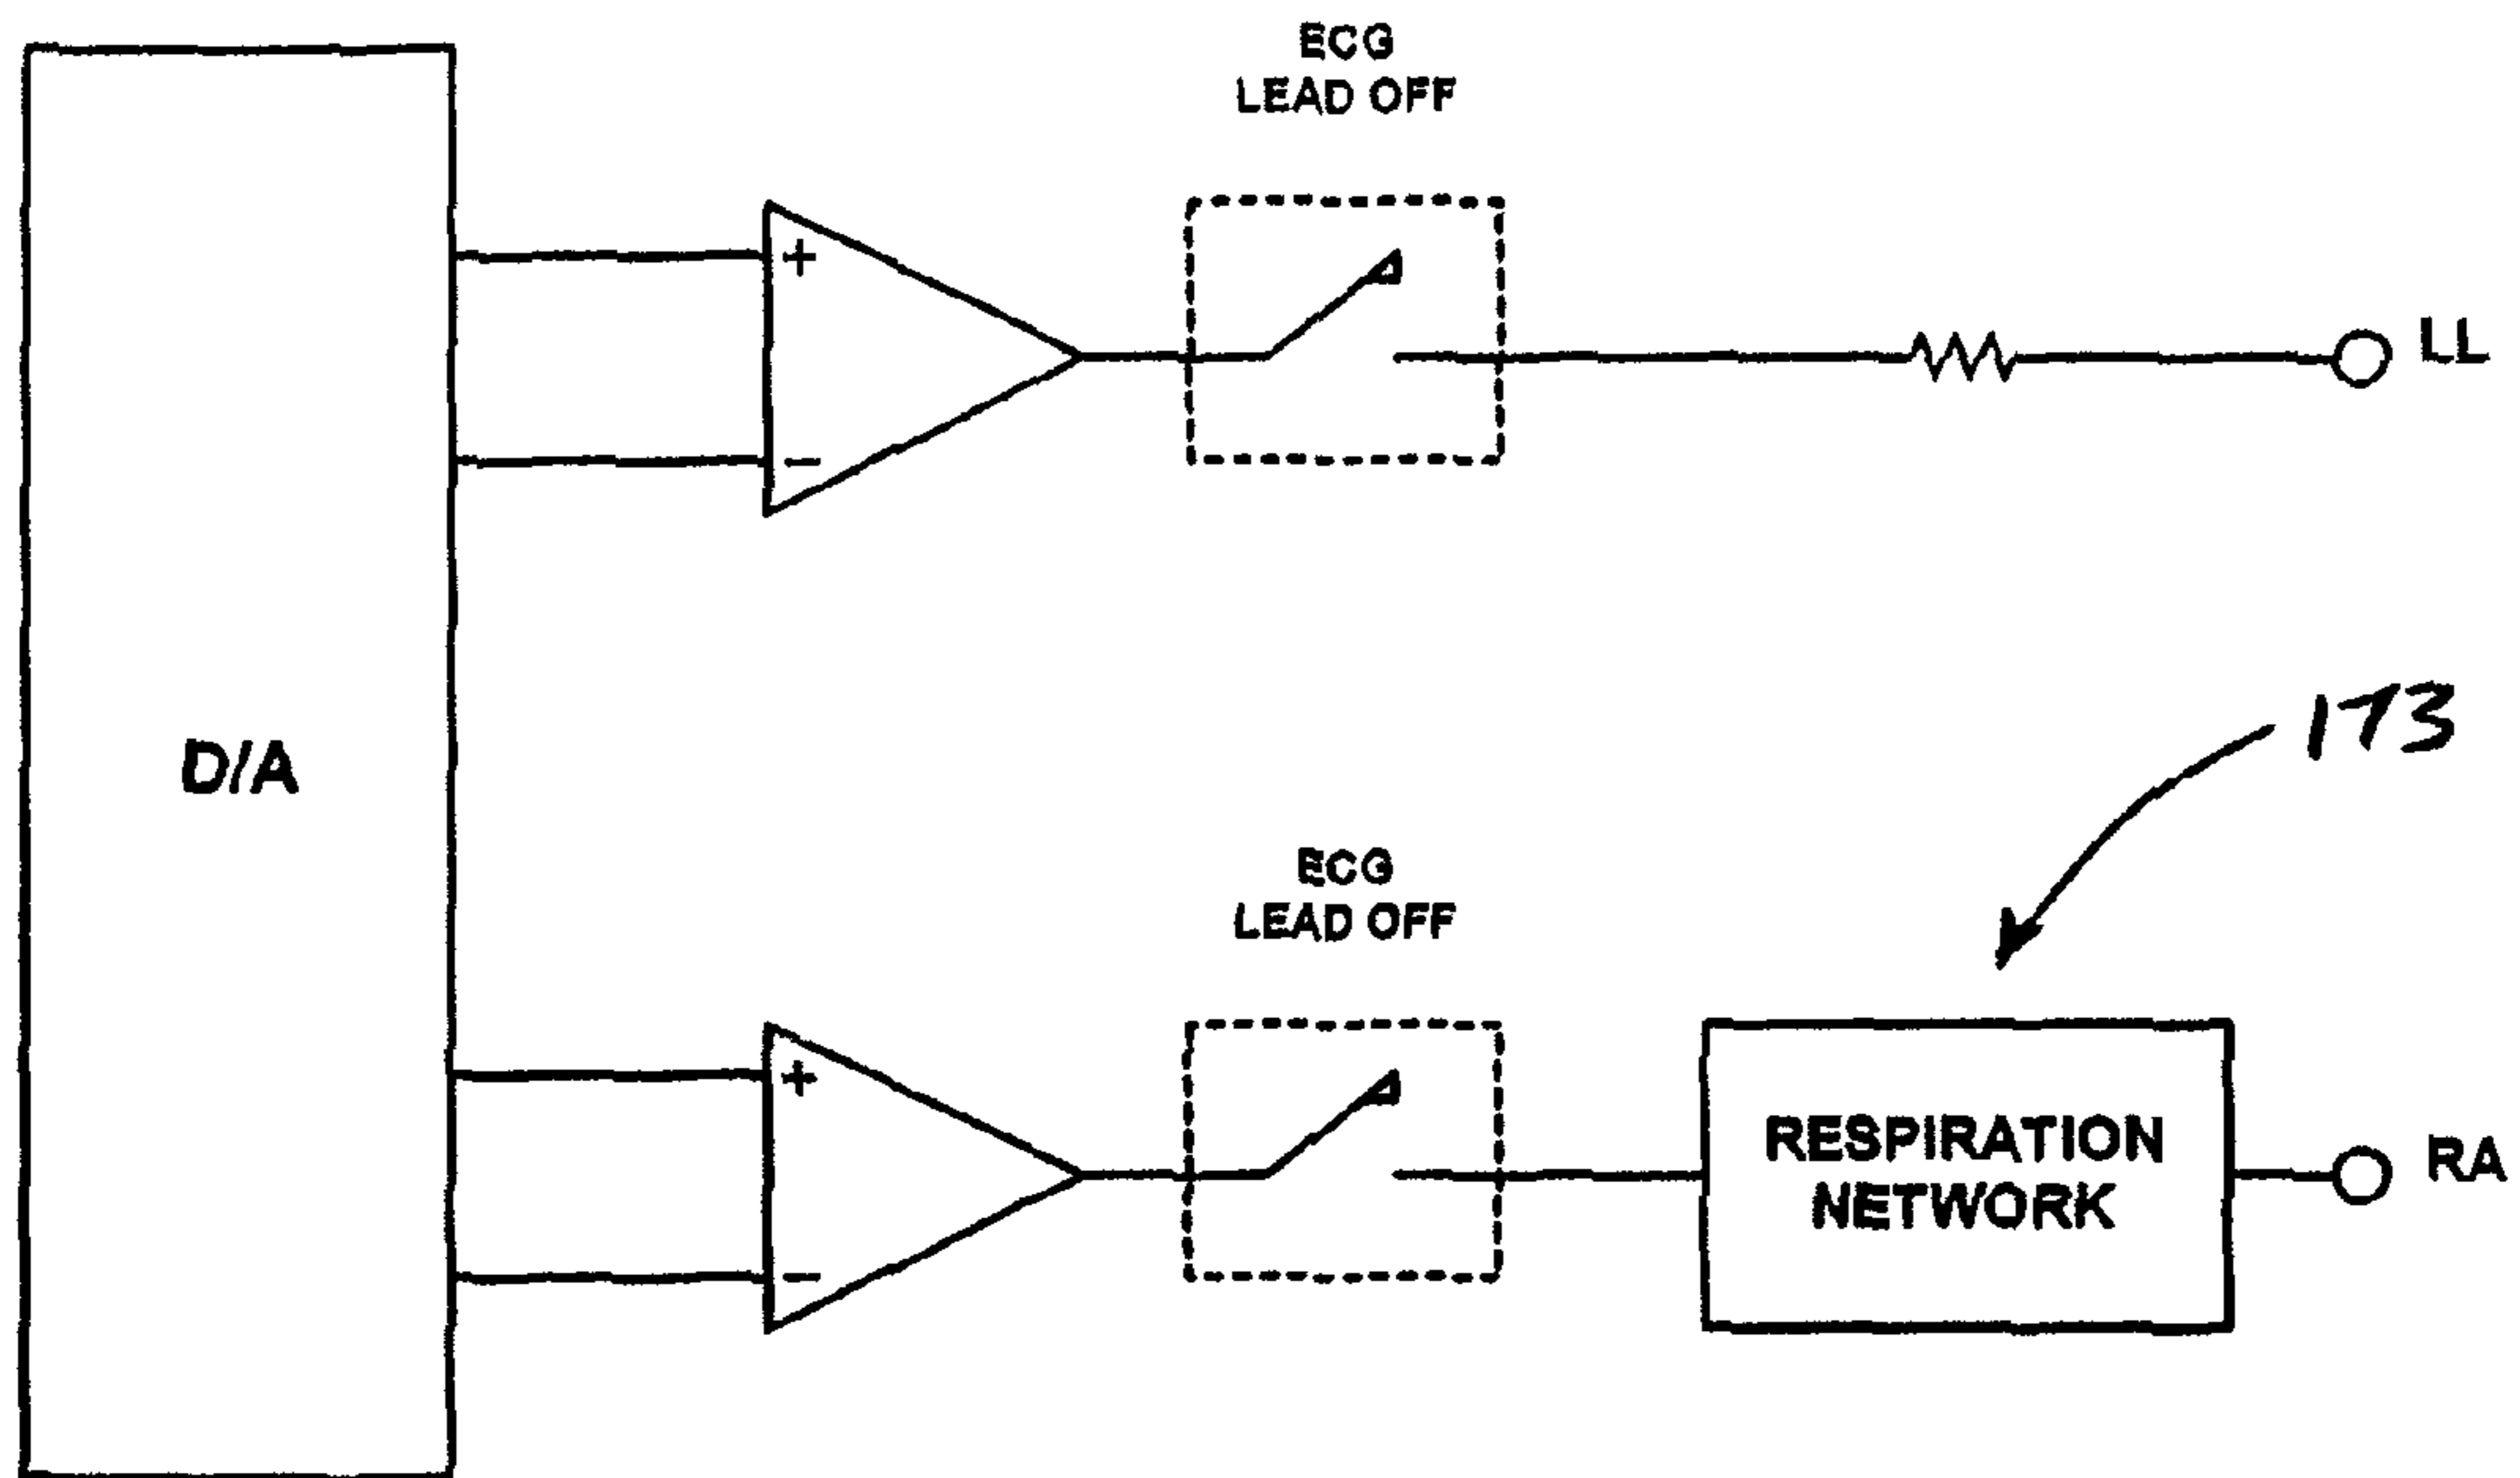 ECG
LEAD OFF
+
−
LL
D/A
173
ECG
LEAD OFF
+
−
RESPIRATION
NETWORK
RA